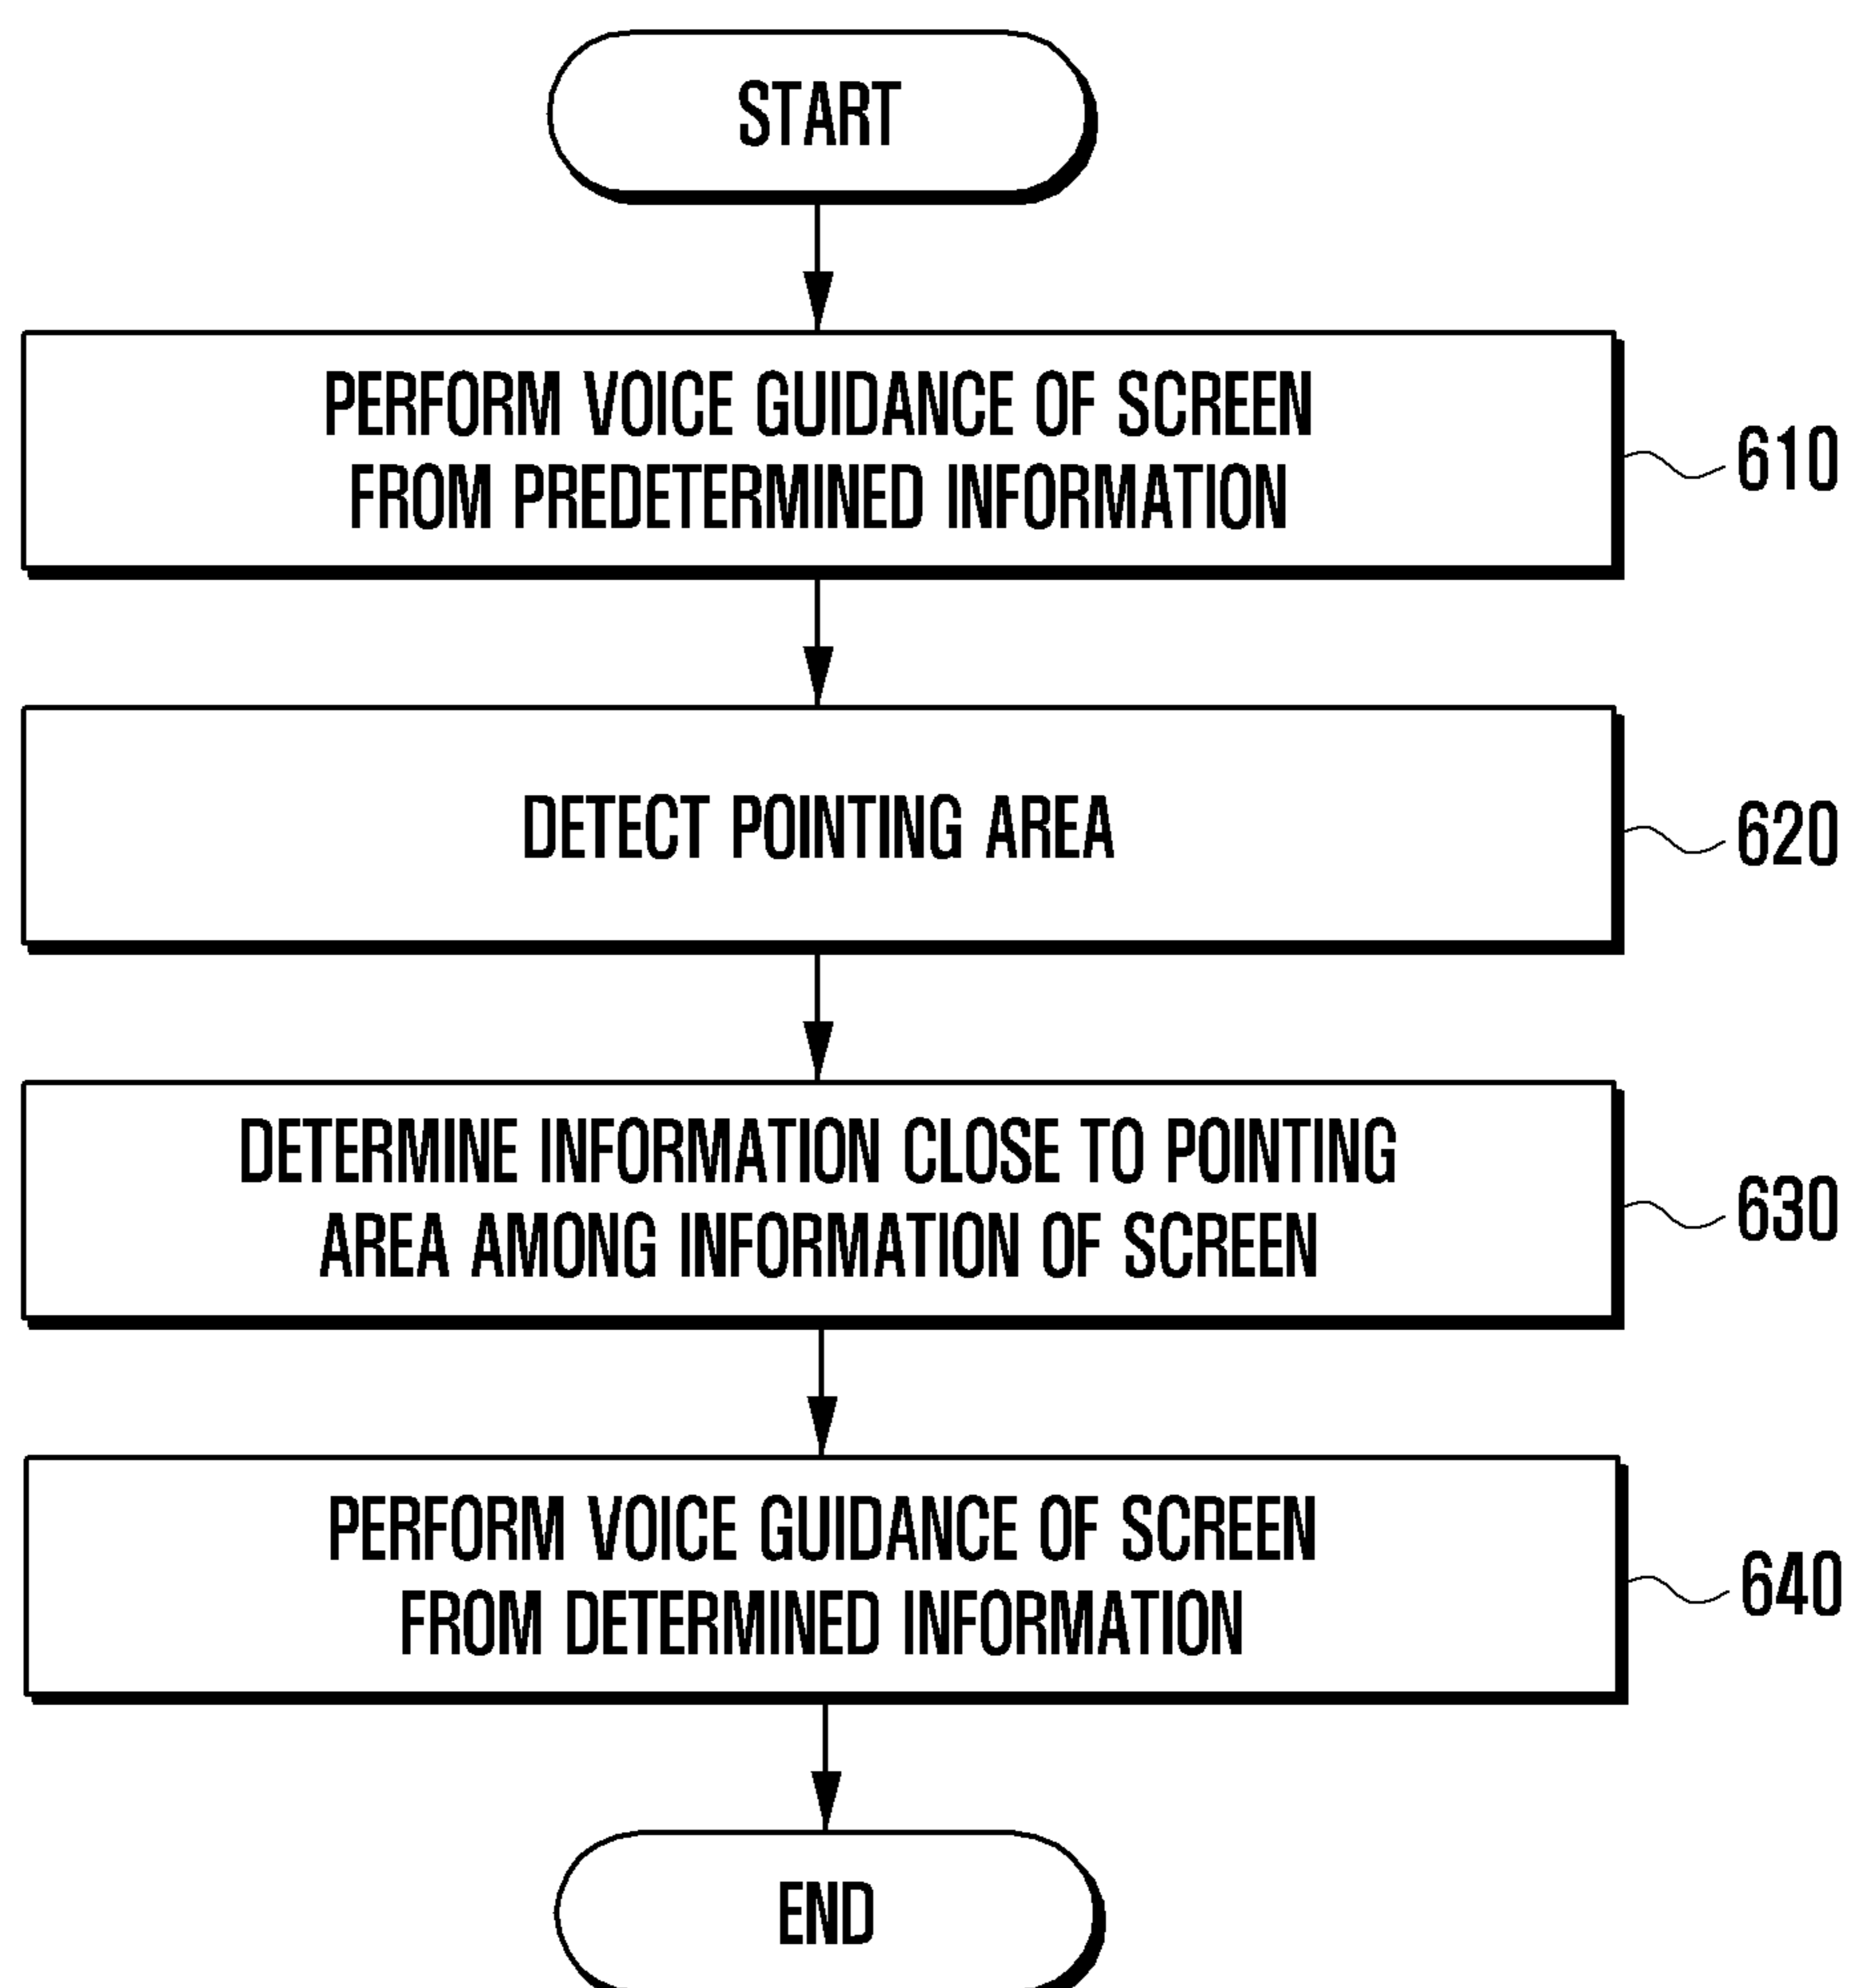 START
PERFORM VOICE GUIDANCE OF SCREEN
FROM PREDETERMINED INFORMATION
610
DETECT POINTING AREA
620
DETERMINE INFORMATION CLOSE TO POINTING
AREA AMONG INFORMATION OF SCREEN
630
PERFORM VOICE GUIDANCE OF SCREEN
FROM DETERMINED INFORMATION
640
END